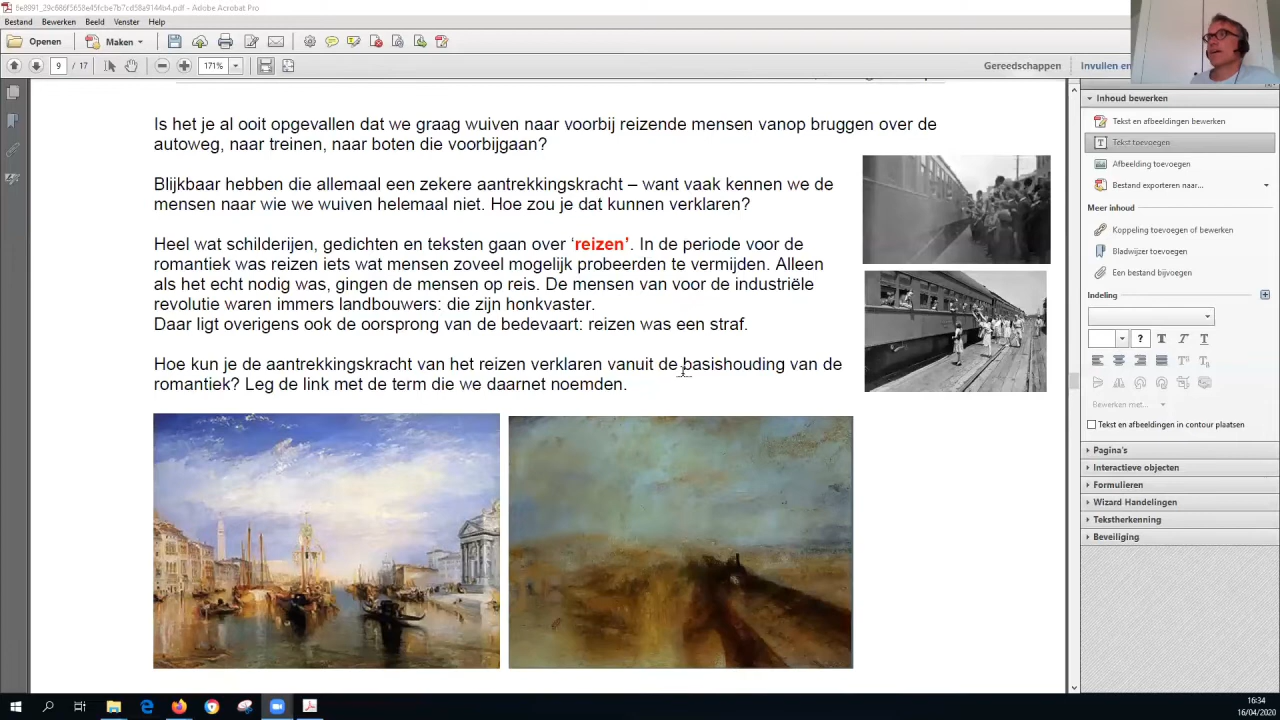 6e8991_29c886f5658e45fcbe7b7cd58a9144b4.pdf - Adobe Acrobat Pro
Bestand Bewerken Beeld Venster Help
Openen Maken
9 / 17 171% Gereedschappen Invullen en
Is het je al ooit opgevallen dat we graag wuiven naar voorbij reizende mensen vanop bruggen over de
autoweg, naar treinen, naar boten die voorbijgaan?
Blijkbaar hebben die allemaal een zekere aantrekkingskracht – want vaak kennen we de
mensen naar wie we wuiven helemaal niet. Hoe zou je dat kunnen verklaren?
Heel wat schilderijen, gedichten en teksten gaan over ‘reizen’. In de periode voor de
romantiek was reizen iets wat mensen zoveel mogelijk probeerden te vermijden. Alleen
als het echt nodig was, gingen de mensen op reis. De mensen van voor de industriële
revolutie waren immers landbouwers: die zijn honkvaster.
Daar ligt overigens ook de oorsprong van de bedevaart: reizen was een straf.
Hoe kun je de aantrekkingskracht van het reizen verklaren vanuit de basishouding van de
romantiek? Leg de link met de term die we daarnet noemden.
Inhoud bewerken
Tekst en afbeeldingen bewerken
Tekst toevoegen
Afbeelding toevoegen
Bestand exporteren naar...
Meer inhoud
Koppeling toevoegen of bewerken
Bladwijzer toevoegen
Een bestand bijvoegen
Indeling
? T T T
Bewerken met...
Tekst en afbeeldingen in contour plaatsen
Pagina's
Interactieve objecten
Formulieren
Wizard Handelingen
Tekstherkenning
Beveiliging
16:34
16/04/2020